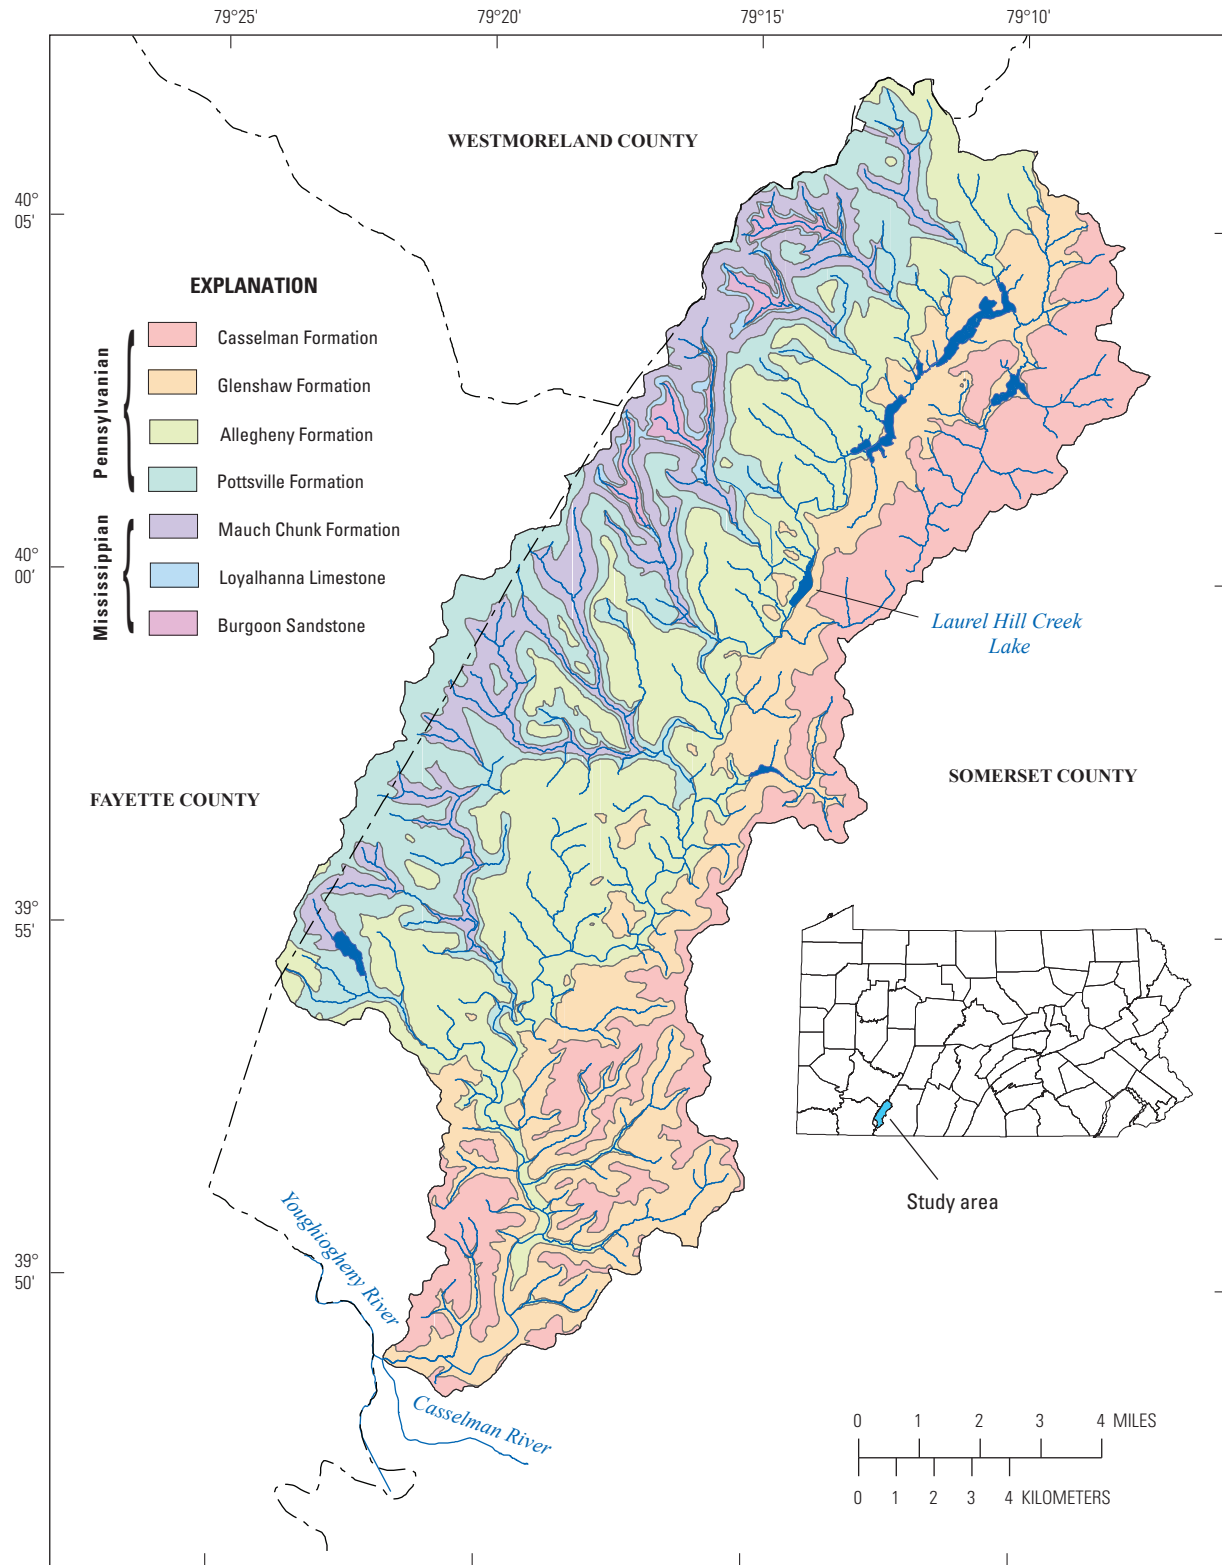 79°25'
79°20'
79°15'
79°10'
WESTMORELAND COUNTY
40°
05'
EXPLANATION
Pennsylvanian
Casselman Formation
Glenshaw Formation
Allegheny Formation
Pottsville Formation
Mississippian
Mauch Chunk Formation
Loyalhanna Limestone
Burgoon Sandstone
40°
00'
Laurel Hill Creek
Lake
SOMERSET COUNTY
FAYETTE COUNTY
39°
55'
Study area
Youghiogheny River
39°
50'
Casselman River
0 1 2 3 4 MILES
0 1 2 3 4 KILOMETERS